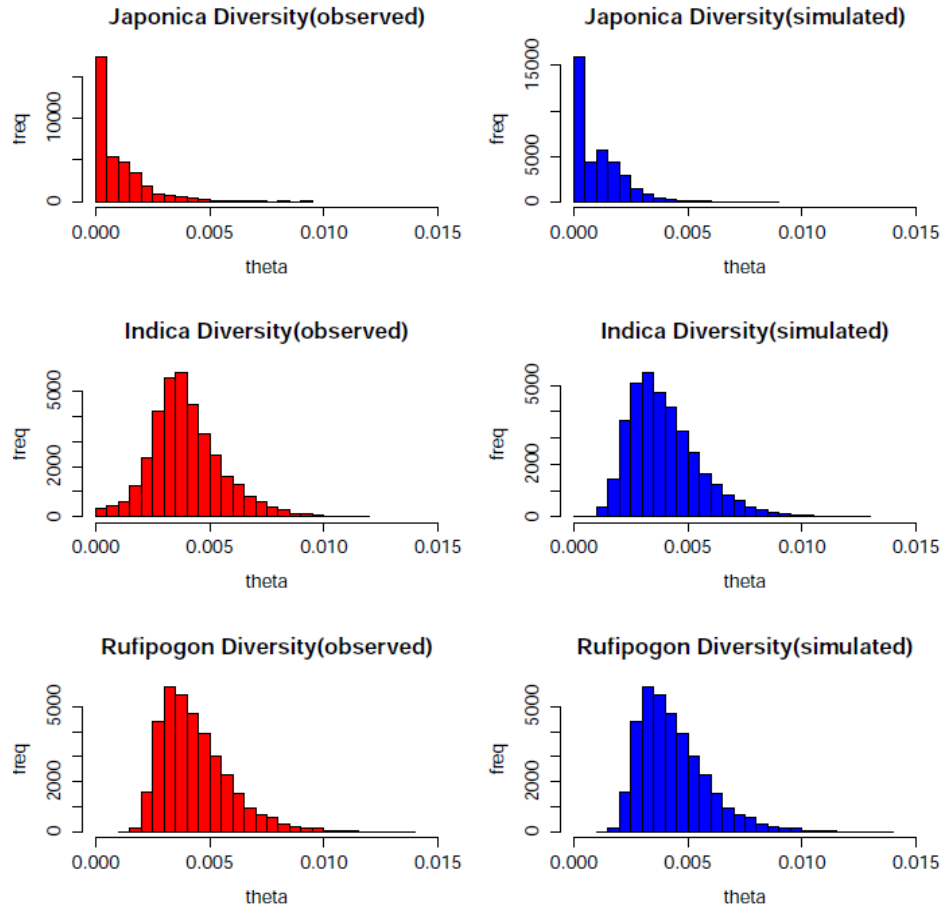 Japonica Diversity(observed)
freq
0 10000
0.000 0.005 0.010 0.015
theta
Japonica Diversity(simulated)
freq
0 5000 15000
0.000 0.005 0.010 0.015
theta
Indica Diversity(observed)
freq
0 2000 5000
0.000 0.005 0.010 0.015
theta
Indica Diversity(simulated)
freq
0 2000 5000
0.000 0.005 0.010 0.015
theta
Rufipogon Diversity(observed)
freq
0 2000 5000
0.000 0.005 0.010 0.015
theta
Rufipogon Diversity(simulated)
freq
0 2000 5000
0.000 0.005 0.010 0.015
theta